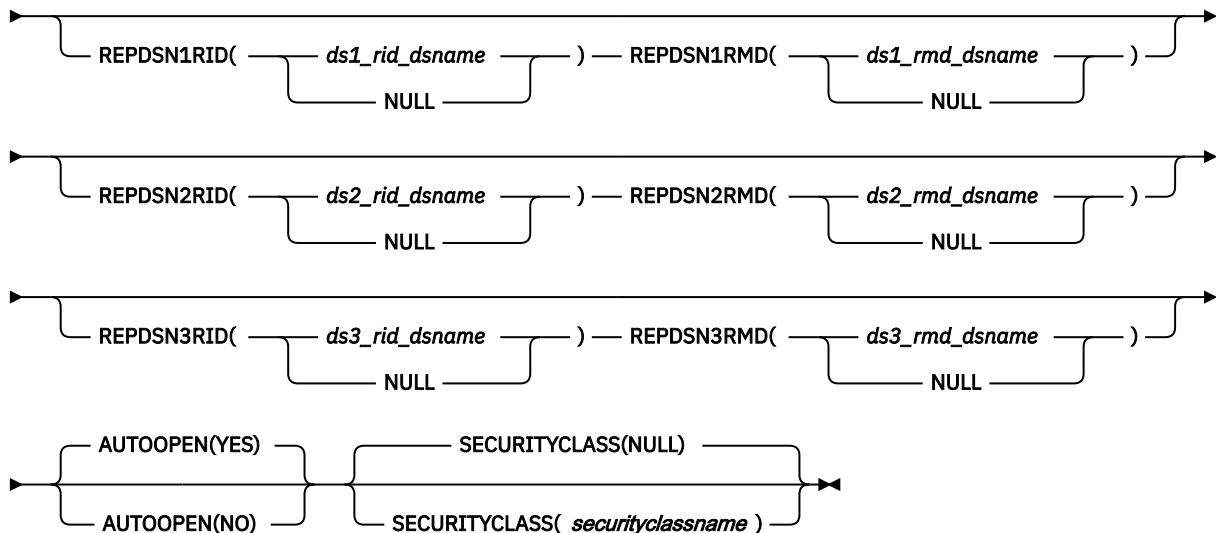 REPDSN1RID( ds1_rid_dsname ) REPDSN1RMD( ds1_rmd_dsname )
NULL NULL
REPDSN2RID( ds2_rid_dsname ) REPDSN2RMD( ds2_rmd_dsname )
NULL NULL
REPDSN3RID( ds3_rid_dsname ) REPDSN3RMD( ds3_rmd_dsname )
NULL NULL
AUTOOPEN(YES) SECURITYCLASS(NULL)
AUTOOPEN(NO) SECURITYCLASS( securityclassname )